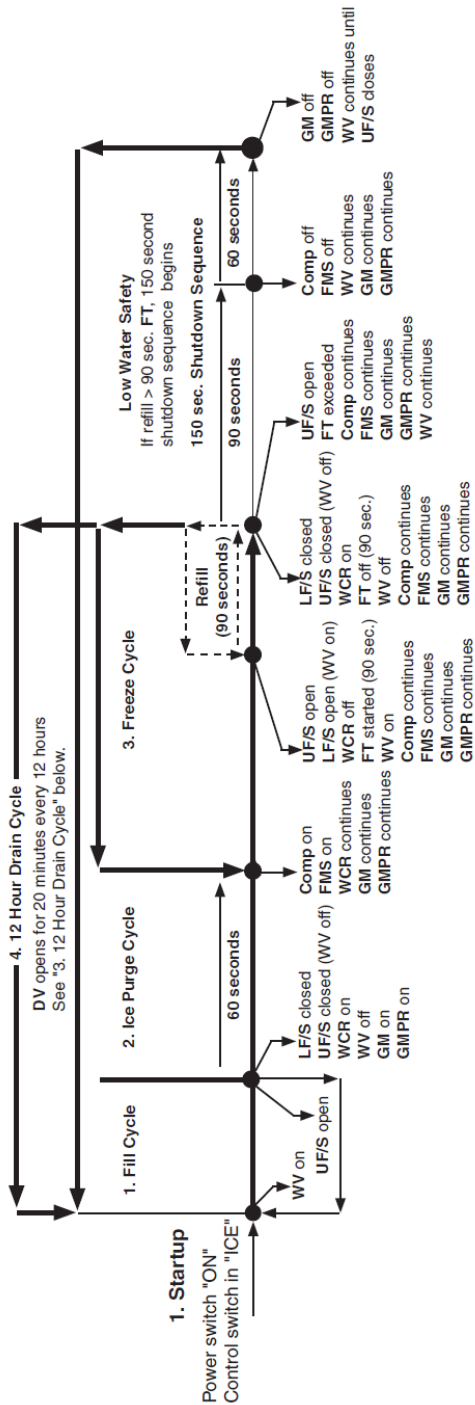 4. 12 Hour Drain Cycle
DV opens for 20 minutes every 12 hours
See "3. 12 Hour Drain Cycle" below.
1. Startup
Power switch "ON"
Control switch in "ICE"
1. Fill Cycle
WV on
UF/S open
2. Ice Purge Cycle
60 seconds
LF/S closed
UF/S closed (WV off)
WCR on
WV off
GM on
GMPR on
Comp on
FMS on
WCR continues
GM continues
GMPR continues
3. Freeze Cycle
Refill
(90 seconds)
UF/S open
LF/S open (WV on)
WCR off
FT started (90 sec.)
WV on
Comp continues
FMS continues
GM continues
GMPR continues
LF/S closed
UF/S closed (WV off)
WCR on
FT off (90 sec.)
WV off
Comp continues
FMS continues
GM continues
GMPR continues
Low Water Safety
If refill > 90 sec. FT, 150 second
shutdown sequence begins
150 sec. Shutdown Sequence
90 seconds
60 seconds
UF/S open
FT exceeded
Comp continues
FMS continues
GM continues
GMPR continues
WV continues
Comp off
FMS off
WV continues
GM continues
GMPR continues
GM off
GMPR off
WV continues until
UF/S closes